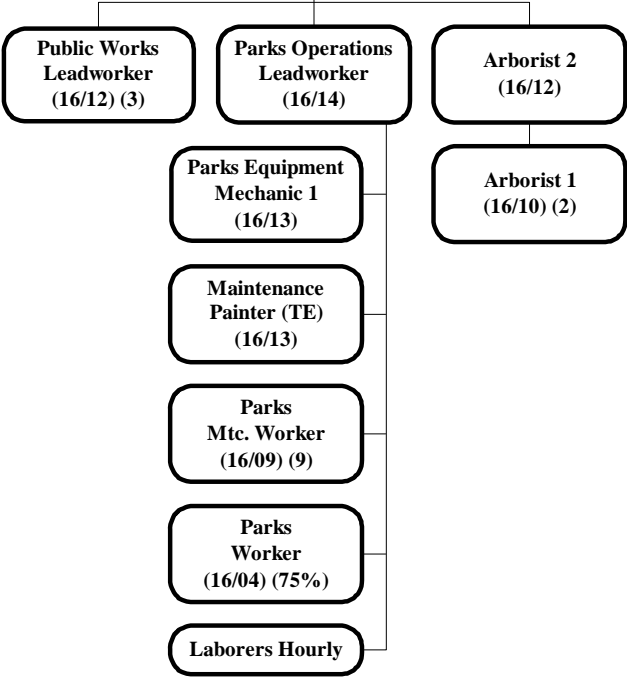 Public Works
Leadworker
(16/12) (3)
Parks Operations
Leadworker
(16/14)
Arborist 2
(16/12)
Parks Equipment
Mechanic 1
(16/13)
Arborist 1
(16/10) (2)
Maintenance
Painter (TE)
(16/13)
Parks
Mtc. Worker
(16/09) (9)
Parks
Worker
(16/04) (75%)
Laborers Hourly